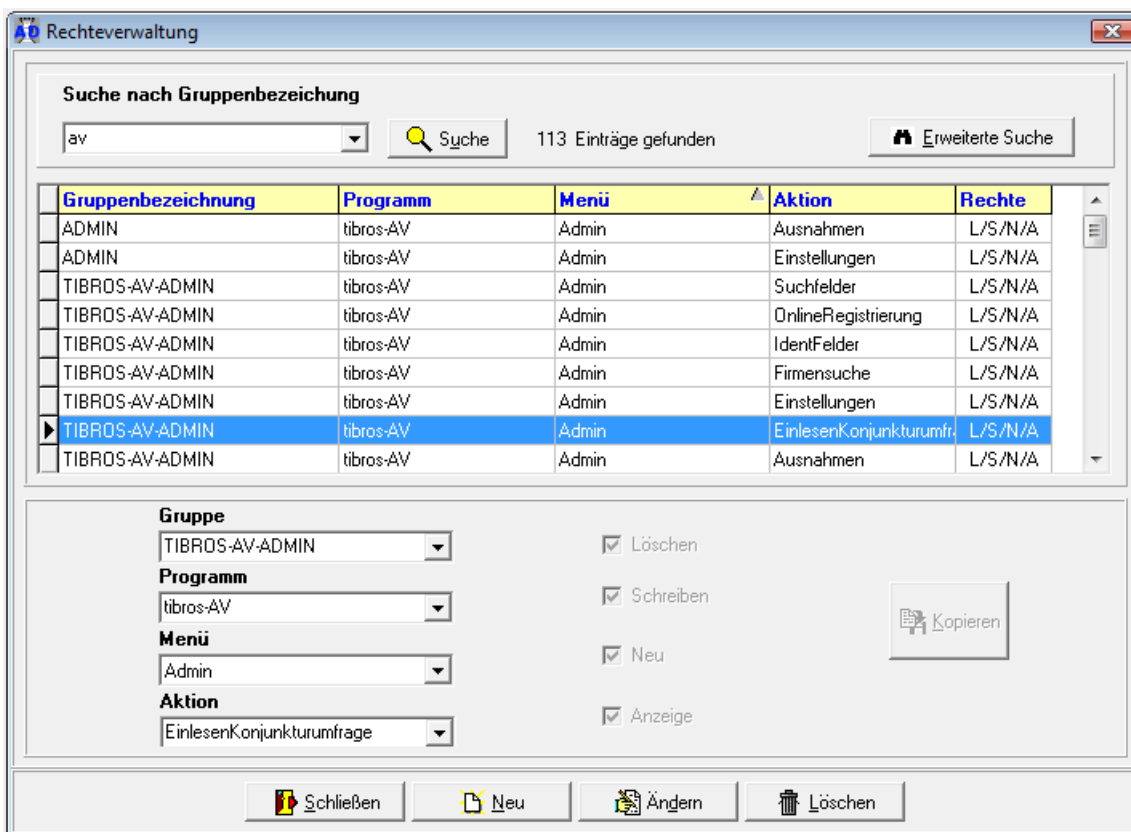 Rechteverwaltung
Suche nach Gruppenbezeichung
av Suche 113 Einträge gefunden Erweiterte Suche
Gruppenbezeichnung Programm Menü Aktion Rechte
ADMIN tibros-AV Admin Ausnahmen L/S/N/A
ADMIN tibros-AV Admin Einstellungen L/S/N/A
TIBROS-AV-ADMIN tibros-AV Admin Suchfelder L/S/N/A
TIBROS-AV-ADMIN tibros-AV Admin OnlineRegistrierung L/S/N/A
TIBROS-AV-ADMIN tibros-AV Admin IdentFelder L/S/N/A
TIBROS-AV-ADMIN tibros-AV Admin Firmensuche L/S/N/A
TIBROS-AV-ADMIN tibros-AV Admin Einstellungen L/S/N/A
TIBROS-AV-ADMIN tibros-AV Admin EinlesenKonjunkturumfr L/S/N/A
TIBROS-AV-ADMIN tibros-AV Admin Ausnahmen L/S/N/A
Gruppe
TIBROS-AV-ADMIN Löschen
Programm
tibros-AV Schreiben
Kopieren
Menü
Admin Neu
Aktion
EinlesenKonjunkturumfrage Anzeige
Schließen Neu Ändern Löschen